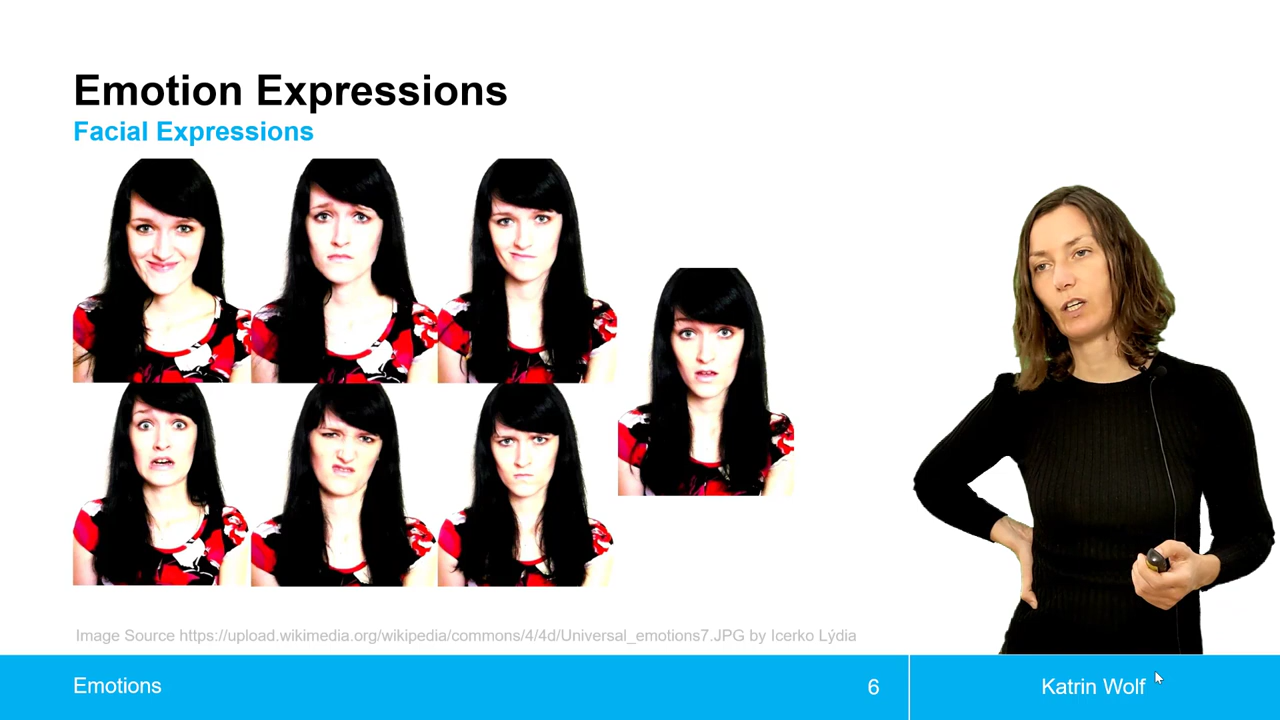 Emotion Expressions
Facial Expressions
Image Source https://upload.wikimedia.org/wikipedia/commons/4/4d/Universal_emotions7.JPG by Icerko Lýdia
Emotions
6
Katrin Wolf